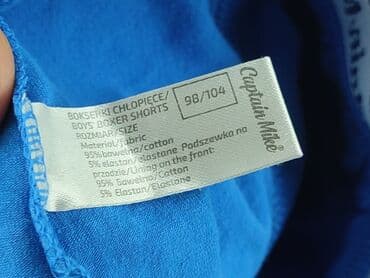 Captain Mike®
98/104
BOKSERKI CHŁOPIĘCE/
BOYS' BOXER SHORTS
ROZMIAR/SIZE
Materiał/fabric
95%bawełna/cotton
5% elastan/elastane Podszewka na
przodzie/Lining on the front:
95% Bawełna/Cotton
5% Elastan/Elastane